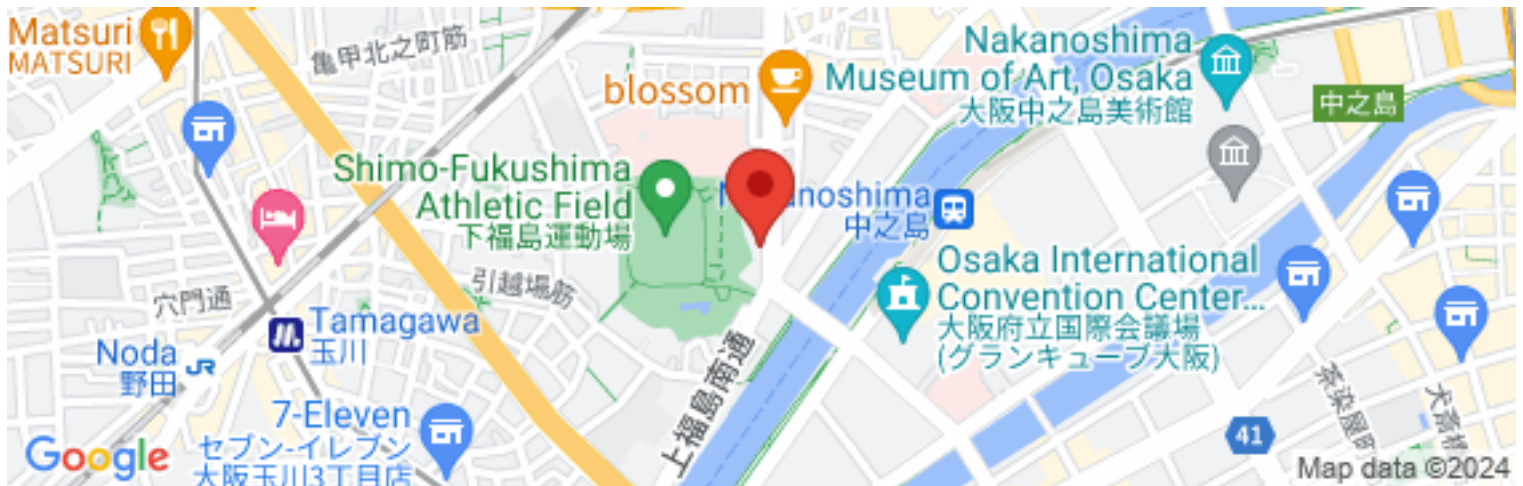 Matsuri
MATSURI
亀甲北之町筋
blossom
Nakanoshima
Museum of Art, Osaka
大阪中之島美術館
中之島
Shimo-Fukushima
Athletic Field
下福島運動場
anoshima
中之島
引越場筋
穴門通
Tamagawa
玉川
Noda
野田
JR
Osaka International
Convention Center...
大阪府立国際会議場
(グランキューブ大阪)
上福島南通
7-Eleven
セブン-イレブン
大阪玉川3丁目店
41
Google
Map data ©2024